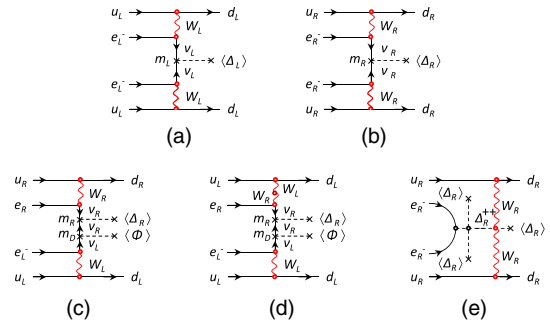 u_L d_L
W_L
e_L^-
ν_L
m_L ⟨Δ_L⟩
ν_L
e_L^-
W_L
u_L d_L
(a)
u_R d_R
W_R
e_R^-
ν_R
m_R ⟨Δ_R⟩
ν_R
e_R^-
W_R
u_R d_R
(b)
u_R d_R
W_R
e_R
ν_R
m_R ⟨Δ_R⟩
ν_R
m_D ⟨Φ⟩
ν_L
e_L^-
W_L
u_L d_L
(c)
u_L d_L
W_L
W_R
e_R
ν_R
m_R ⟨Δ_R⟩
ν_R
m_D ⟨Φ⟩
ν_L
e_L^-
W_L
u_L d_L
(d)
u_R d_R
⟨Δ_R⟩
W_R
e_R^-
Δ_R^++
⟨Δ_R⟩
e_R^-
W_R
⟨Δ_R⟩
u_R d_R
(e)